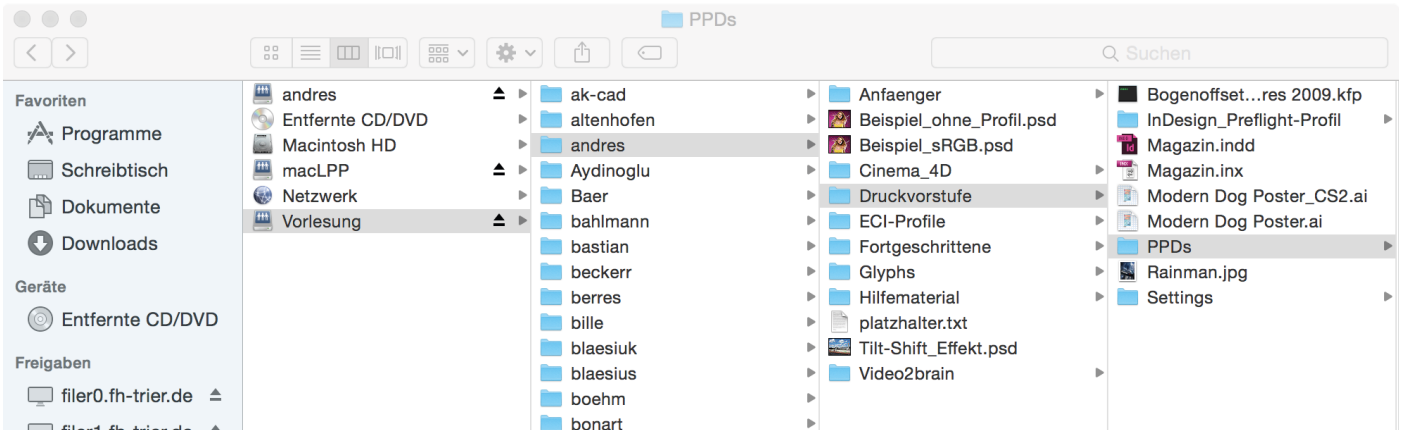 PPDs
Suchen
Favoriten
Programme
Schreibtisch
Dokumente
Downloads
Geräte
Entfernte CD/DVD
Freigaben
filer0.fh-trier.de
filer1.fh-trier.de
andres
Entfernte CD/DVD
Macintosh HD
macLPP
Netzwerk
Vorlesung
ak-cad
altenhofen
andres
Aydinoglu
Baer
bahlmann
bastian
beckerr
berres
bille
blaesiuk
blaesius
boehm
bonart
Anfaenger
Beispiel_ohne_Profil.psd
Beispiel_sRGB.psd
Cinema_4D
Druckvorstufe
ECI-Profile
Fortgeschrittene
Glyphs
Hilfematerial
platzhalter.txt
Tilt-Shift_Effekt.psd
Video2brain
Bogenoffset...res 2009.kfp
InDesign_Preflight-Profil
Magazin.indd
Magazin.inx
Modern Dog Poster_CS2.ai
Modern Dog Poster.ai
PPDs
Rainman.jpg
Settings